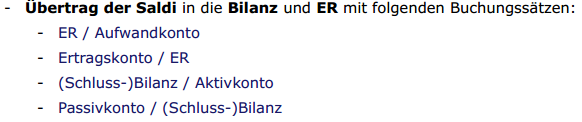 - Übertrag der Saldi in die Bilanz und ER mit folgenden Buchungssätzen:
- ER / Aufwandkonto
- Ertragskonto / ER
- (Schluss-)Bilanz / Aktivkonto
- Passivkonto / (Schluss-)Bilanz